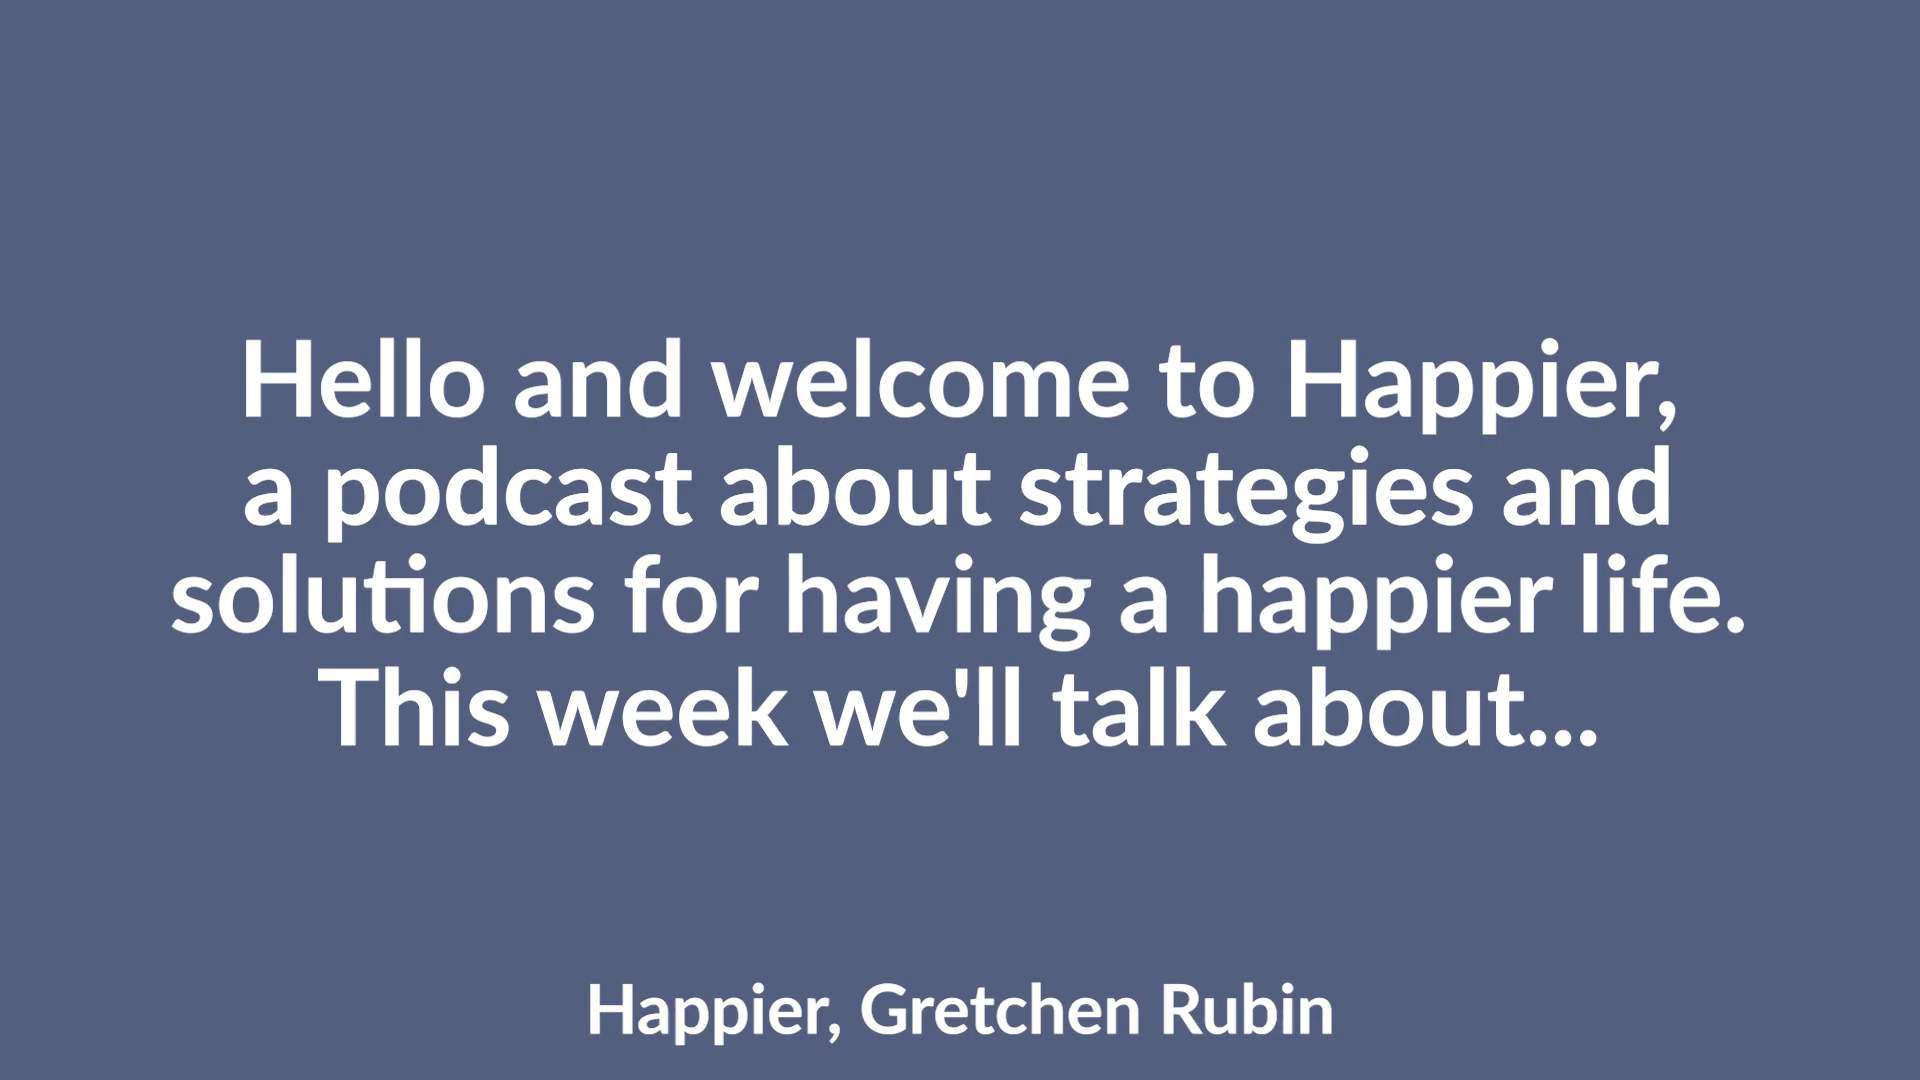 Hello and welcome to Happier,
a podcast about strategies and
solutions for having a happier life.
This week we'll talk about...
Happier, Gretchen Rubin